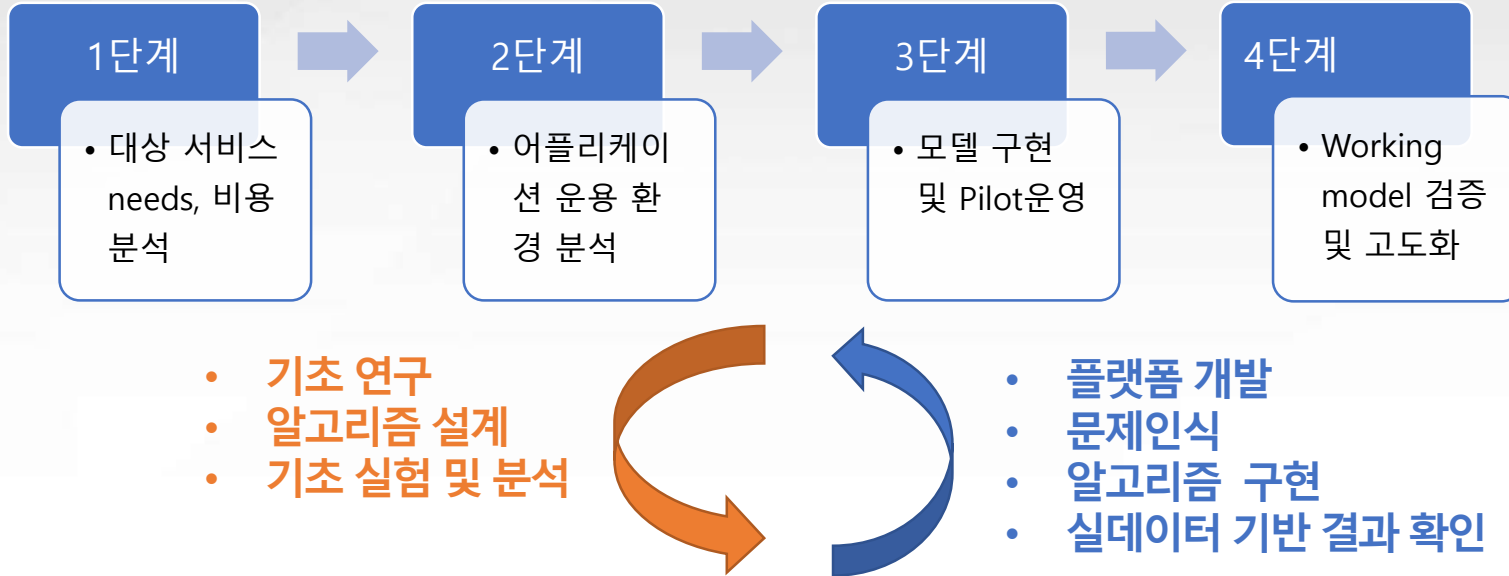 1단계
• 대상 서비스
needs, 비용
분석
2단계
• 어플리케이
션 운용 환
경 분석
3단계
• 모델 구현
및 Pilot운영
4단계
• Working
model 검증
및 고도화
• 기초 연구
• 알고리즘 설계
• 기초 실험 및 분석
• 플랫폼 개발
• 문제인식
• 알고리즘 구현
• 실데이터 기반 결과 확인